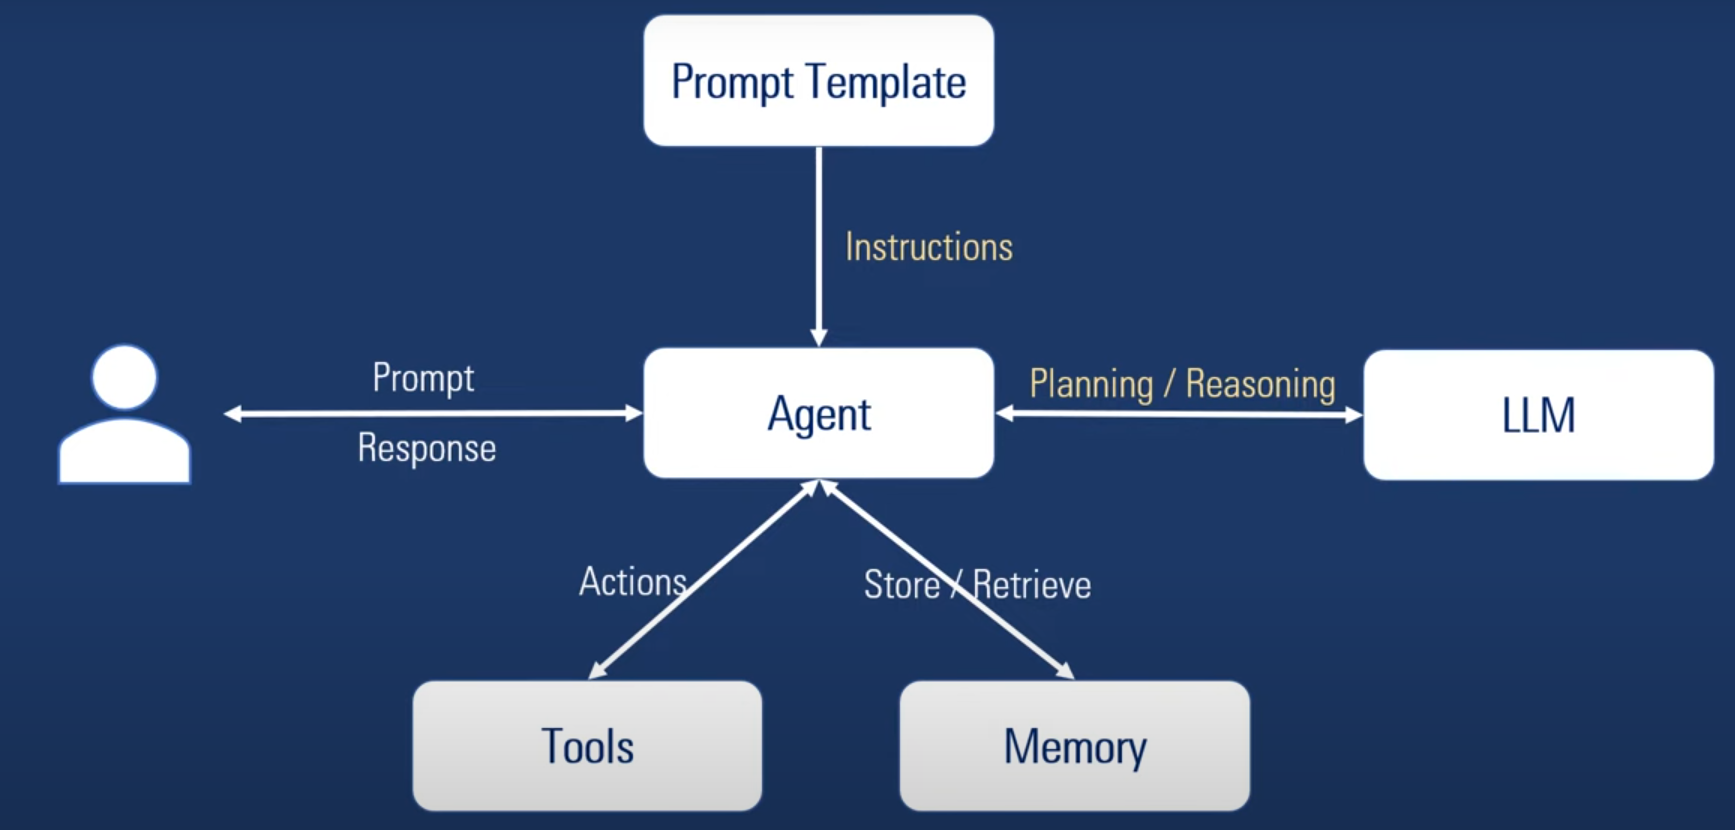 Prompt Template
Instructions
Prompt
Response
Agent
Planning / Reasoning
LLM
Actions
Store / Retrieve
Tools
Memory